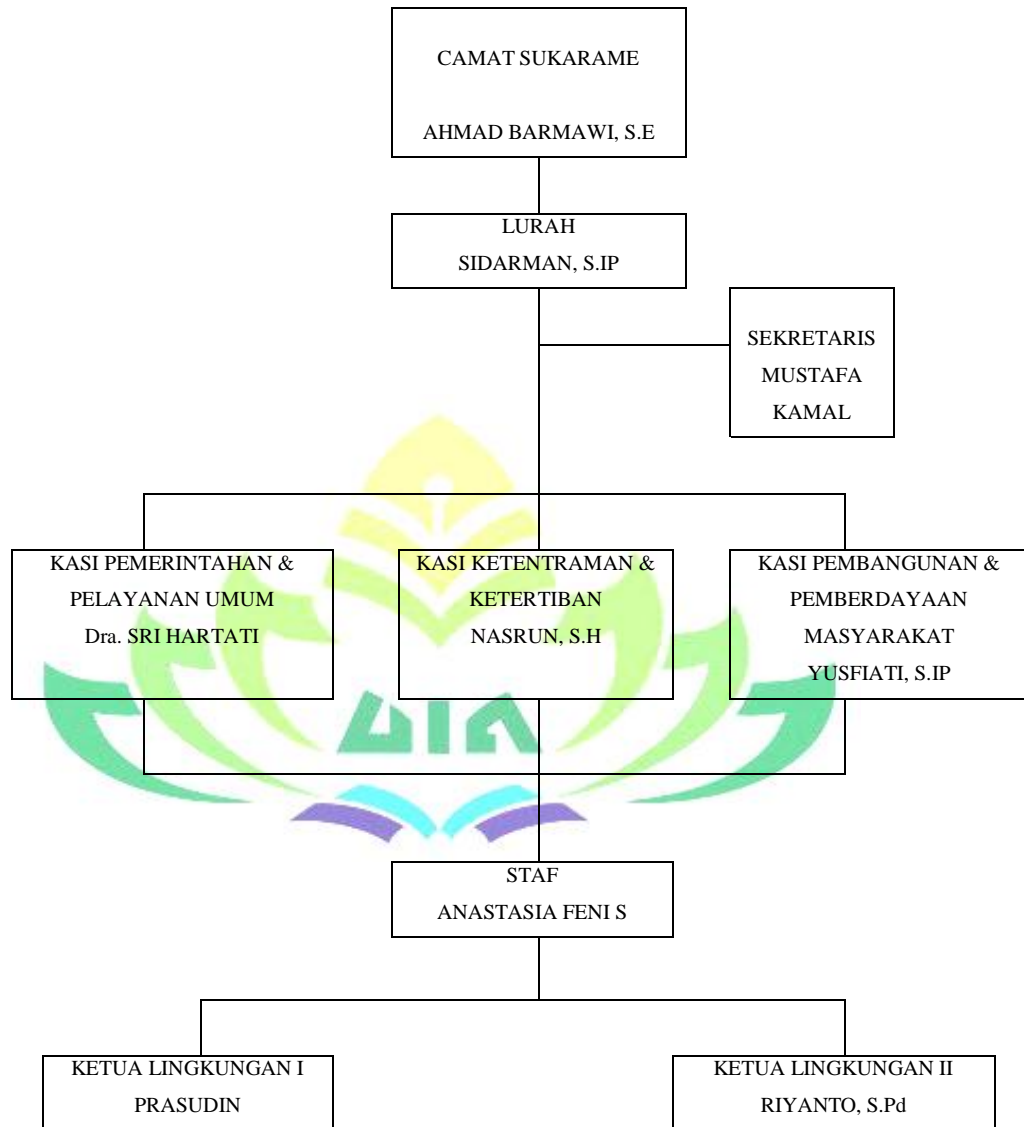 CAMAT SUKARAME
AHMAD BARMAWI, S.E
LURAH
SIDARMAN, S.IP
SEKRETARIS
MUSTAFA
KAMAL
KASI PEMERINTAHAN &
PELAYANAN UMUM
Dra. SRI HARTATI
KASI KETENTRAMAN &
KETERTIBAN
NASRUN, S.H
KASI PEMBANGUNAN &
PEMBERDAYAAN
MASYARAKAT
YUSFIATI, S.IP
UIN
STAF
ANASTASIA FENI S
KETUA LINGKUNGAN I
PRASUDIN
KETUA LINGKUNGAN II
RIYANTO, S.Pd